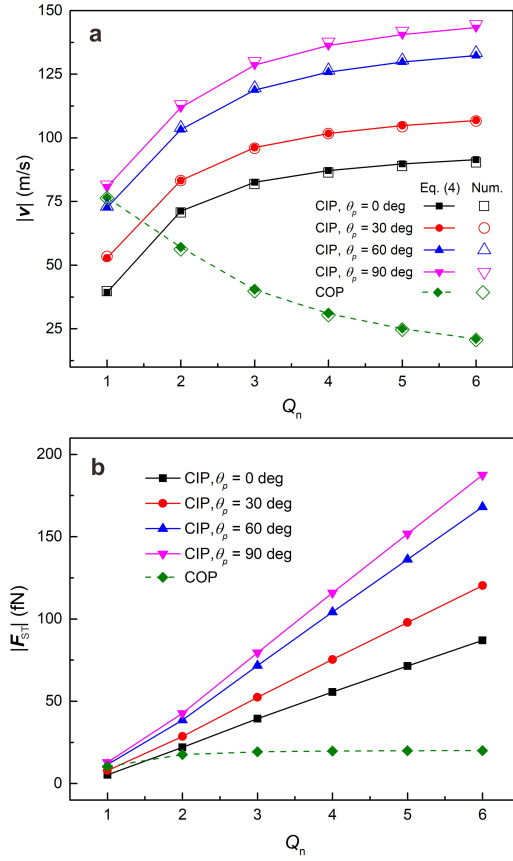 a
150
125
100
75
50
25
|v| (m/s)
Eq. (4) Num.
CIP, θp = 0 deg
CIP, θp = 30 deg
CIP, θp = 60 deg
CIP, θp = 90 deg
COP
1 2 3 4 5 6
Qn
b
200
150
100
50
0
|FST| (fN)
CIP, θp = 0 deg
CIP, θp = 30 deg
CIP, θp = 60 deg
CIP, θp = 90 deg
COP
1 2 3 4 5 6
Qn